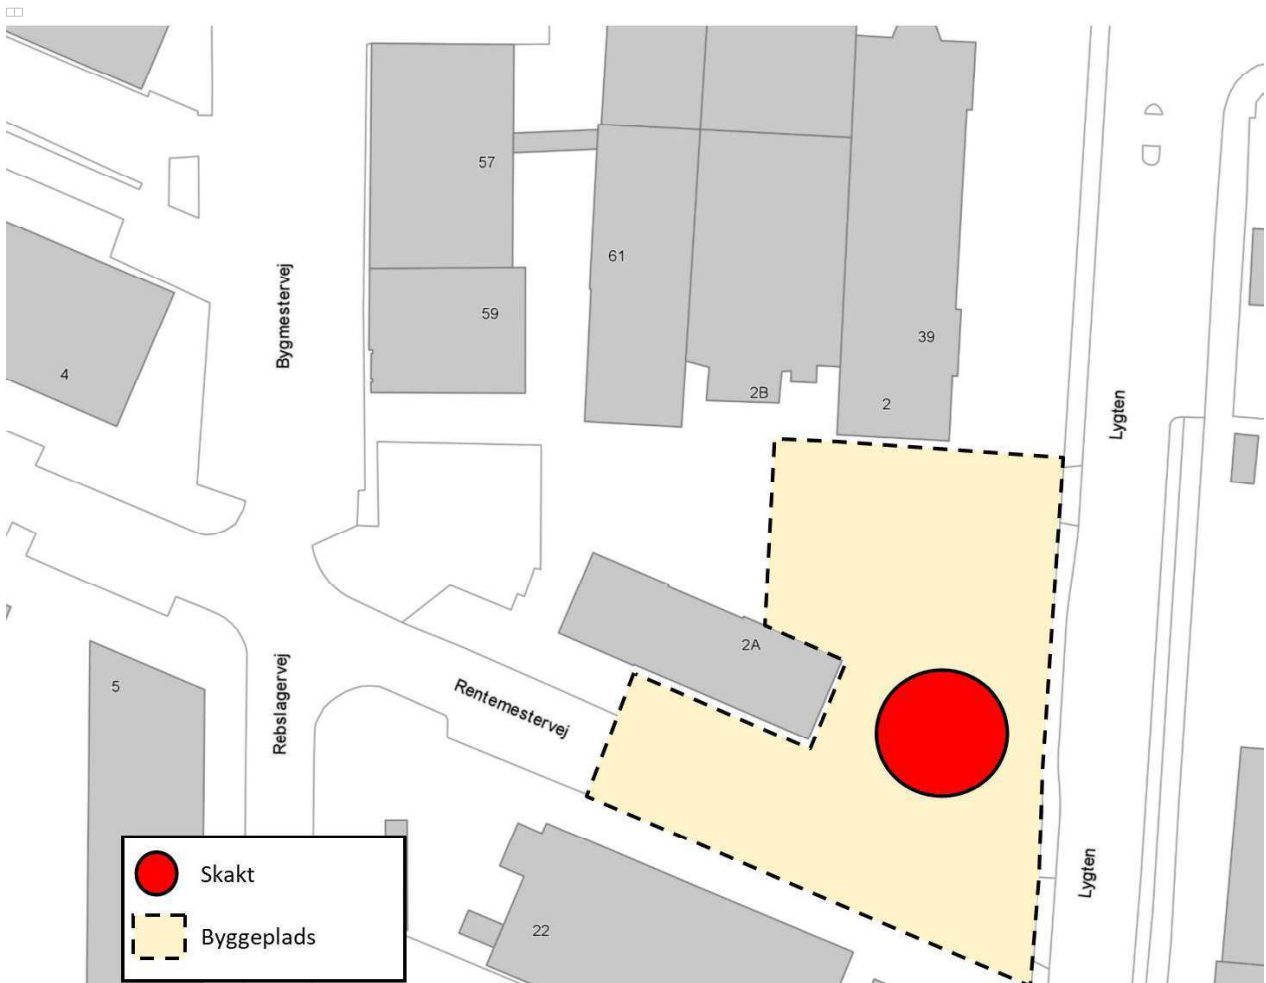 57
61
Bygmestervej
59
39
4
2B
2
Lygten
2A
5
Rebslagervej
Rentemestervej
Lygten
Skakt
22
Byggeplads